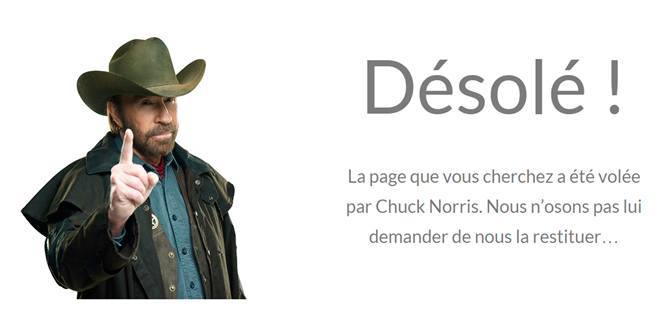 Désolé !
La page que vous cherchez a été volée
par Chuck Norris. Nous n’osons pas lui
demander de nous la restituer…